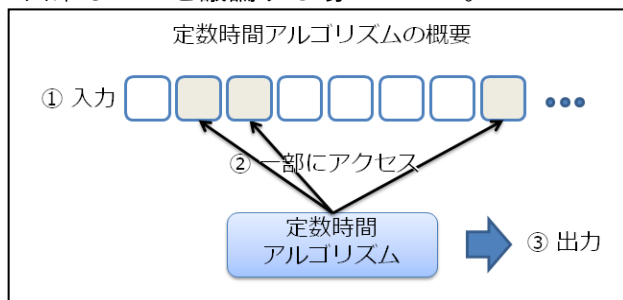 定数時間アルゴリズムの概要
① 入力
② 一部にアクセス
定数時間
アルゴリズム
③ 出力